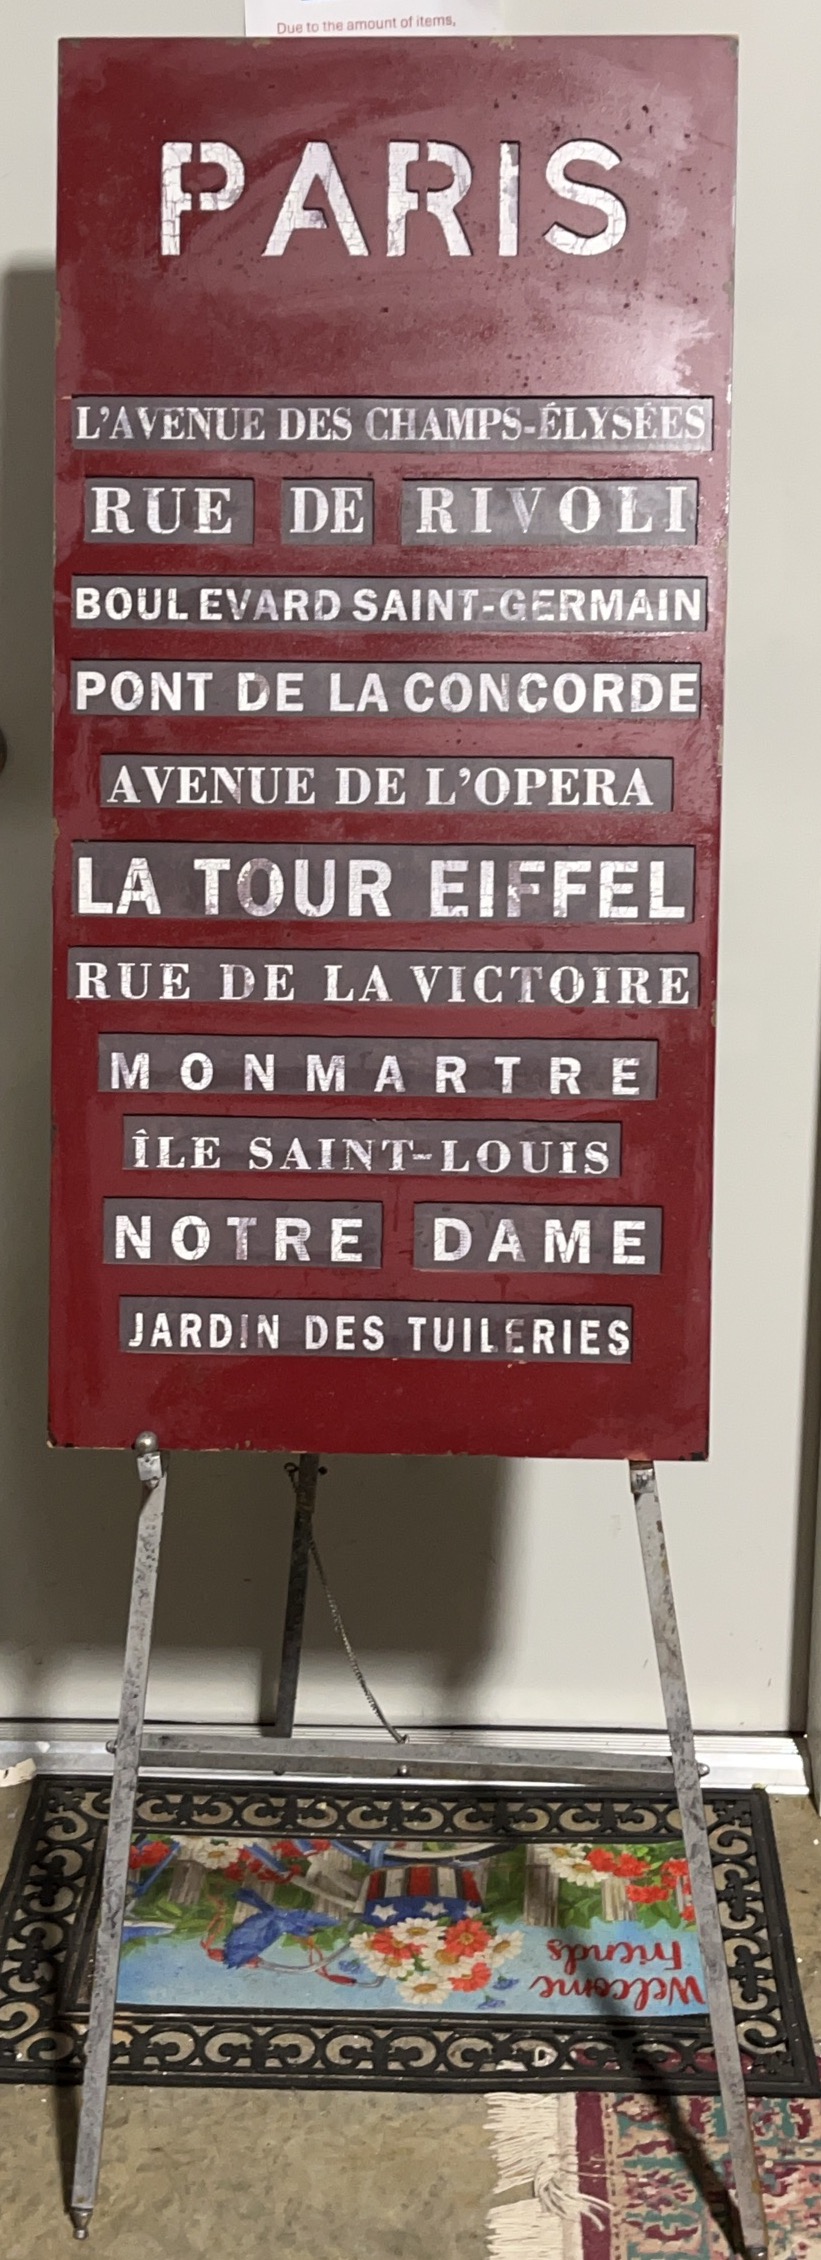 Due to the amount of items,
PARIS
L'AVENUE DES CHAMPS-ÉLYSÉES
RUE DE RIVOLI
BOULEVARD SAINT-GERMAIN
PONT DE LA CONCORDE
AVENUE DE L'OPERA
LA TOUR EIFFEL
RUE DE LA VICTOIRE
MONMARTRE
ÎLE SAINT-LOUIS
NOTRE DAME
JARDIN DES TUILERIES
Welcome
Friends